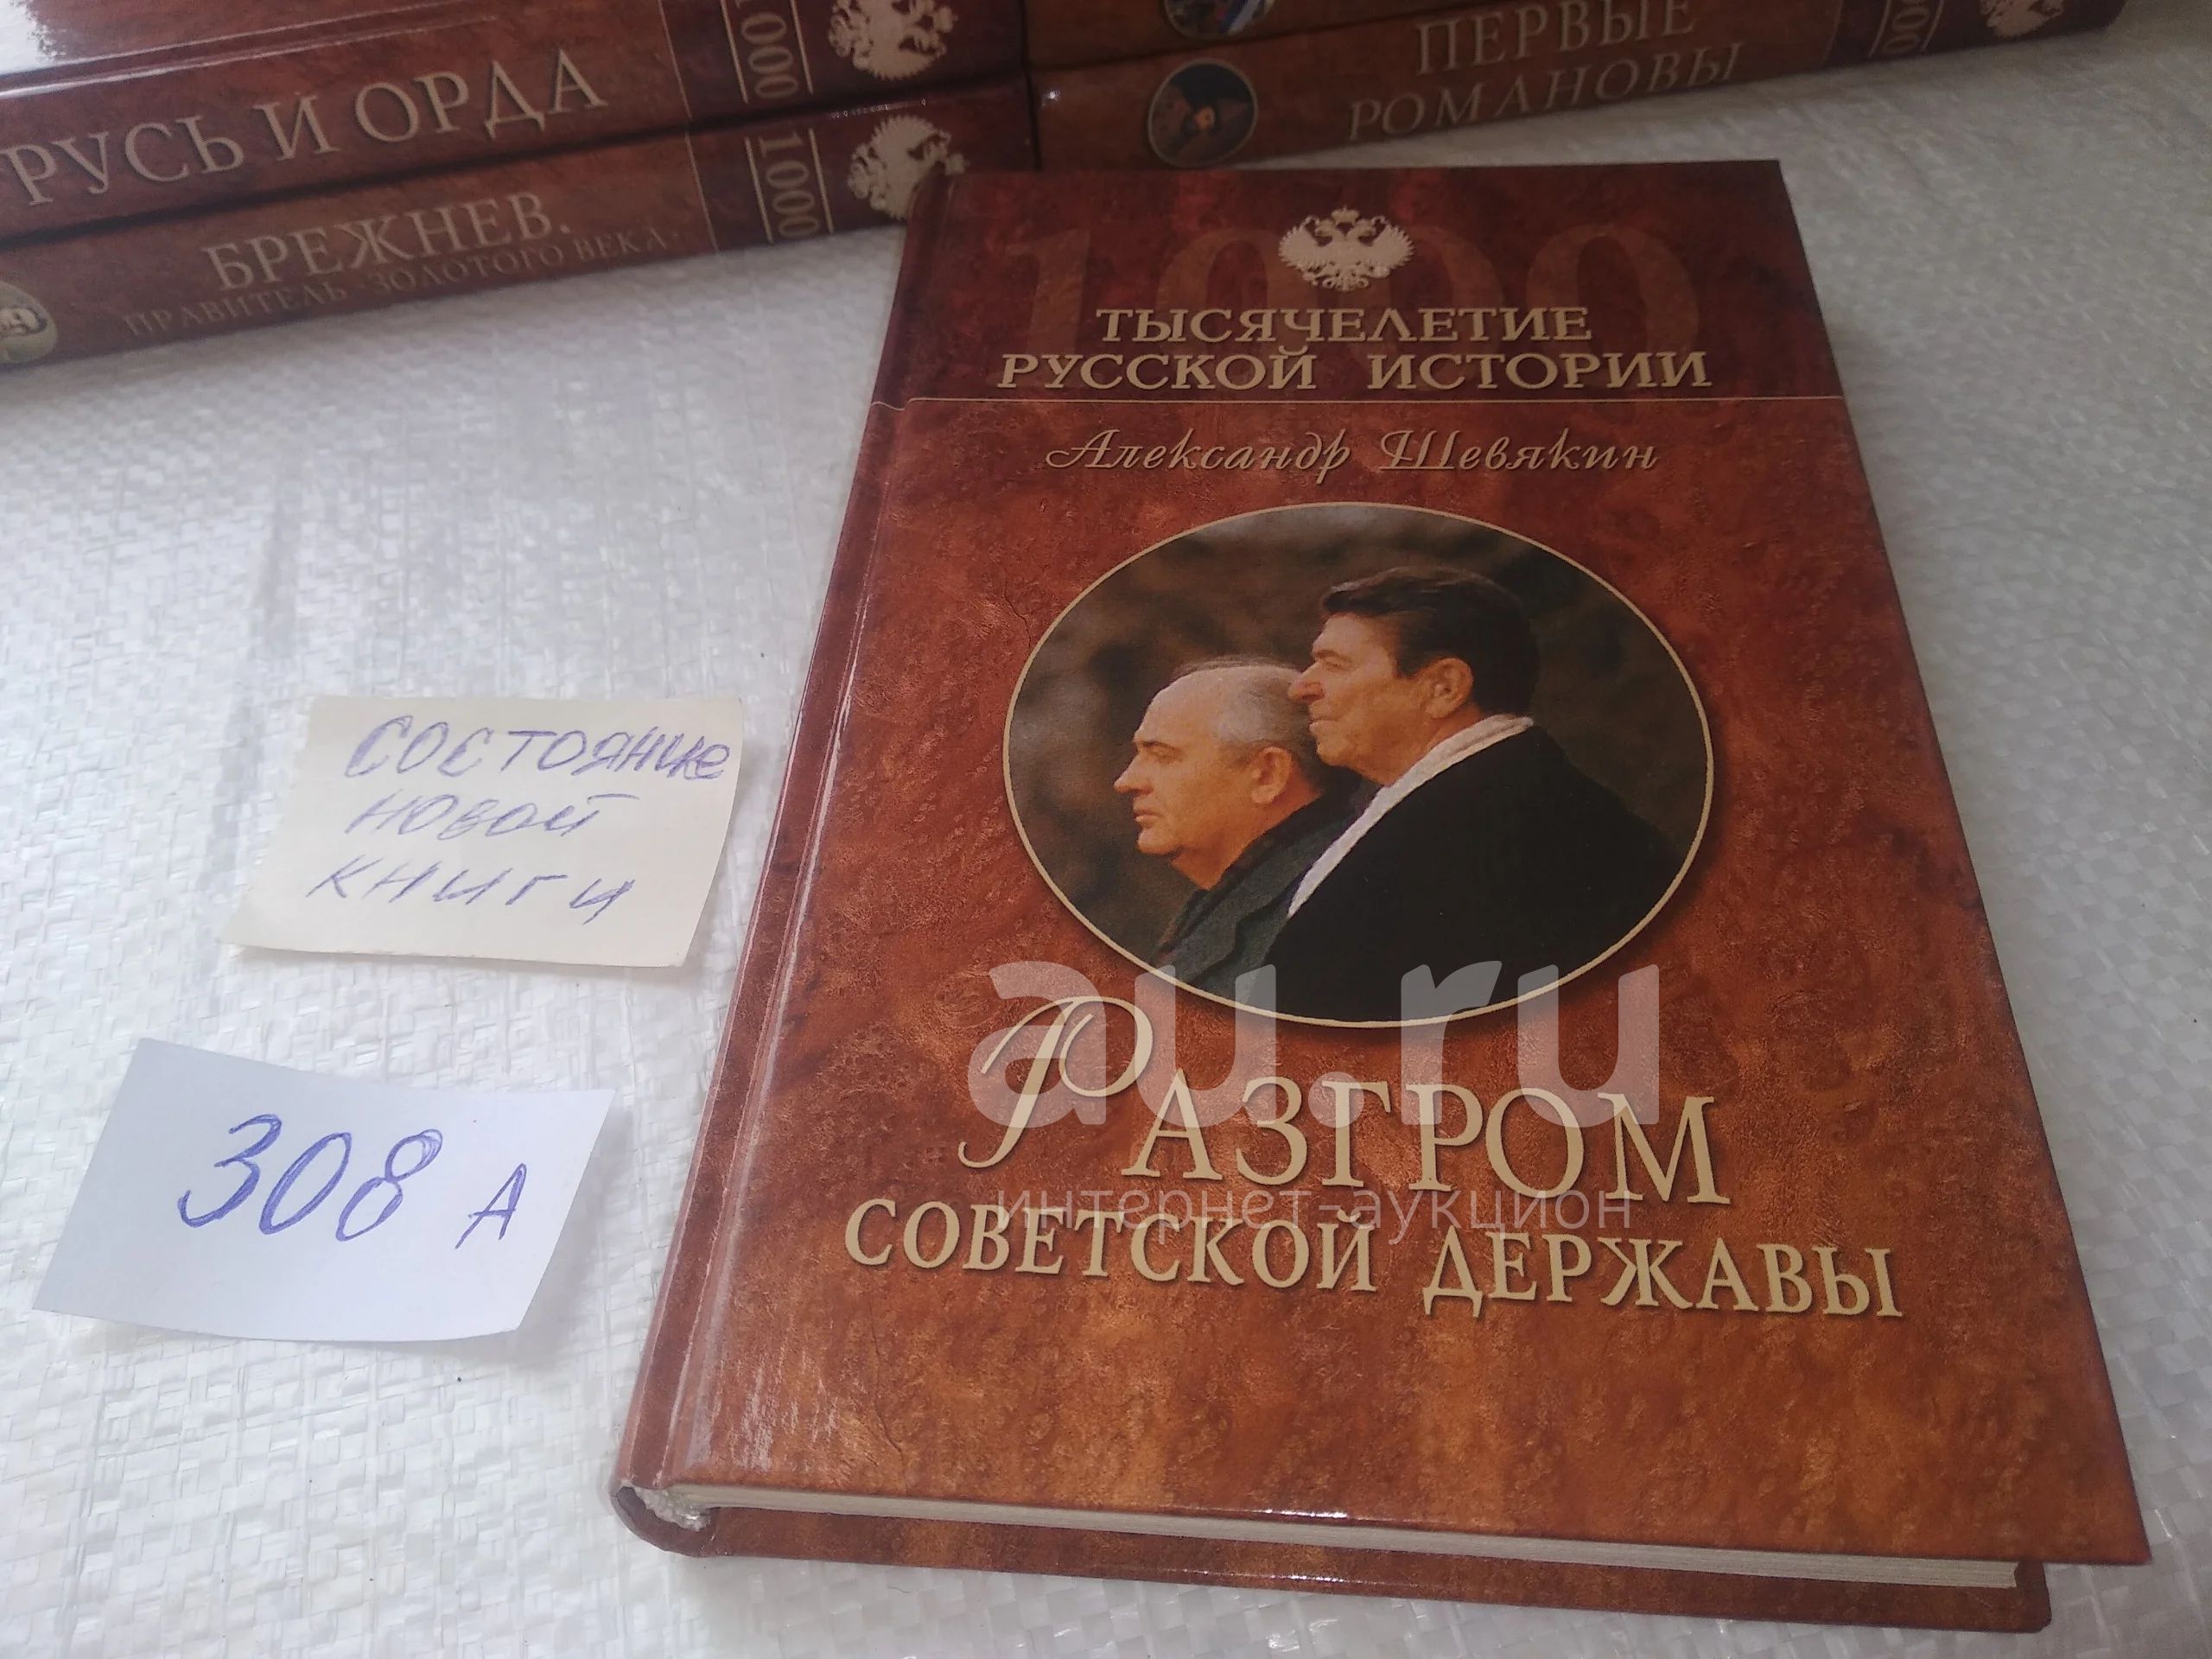 РУСЬ И ОРДА
1000
БРЕЖНЕВ.
ПРАВИТЕЛЬ «ЗОЛОТОГО ВЕКА»
1000
ПЕРВЫЕ
РОМАНОВЫ
1000
ТЫСЯЧЕЛЕТИЕ
РУССКОЙ ИСТОРИИ
Александр Шевякин
РАЗГРОМ
СОВЕТСКОЙ ДЕРЖАВЫ
au.ru
интернет-аукцион
СОСТОЯНИе
НОВОЙ
КНИГИ
308 А